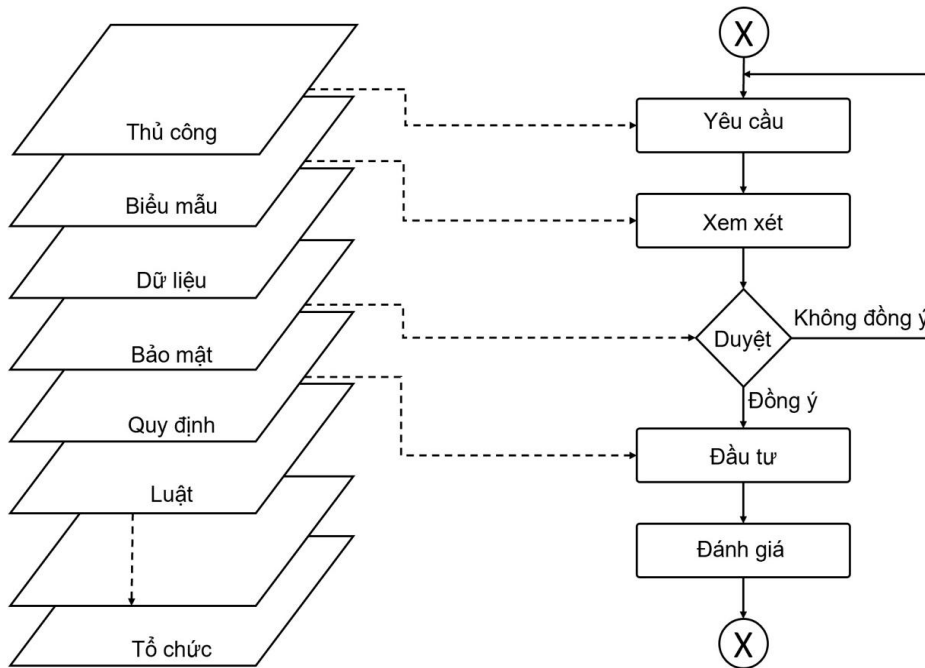 Thủ công
Biểu mẫu
Dữ liệu
Bảo mật
Quy định
Luật
Tổ chức
X
Yêu cầu
Xem xét
Duyệt
Không đồng ý
Đồng ý
Đầu tư
Đánh giá
X